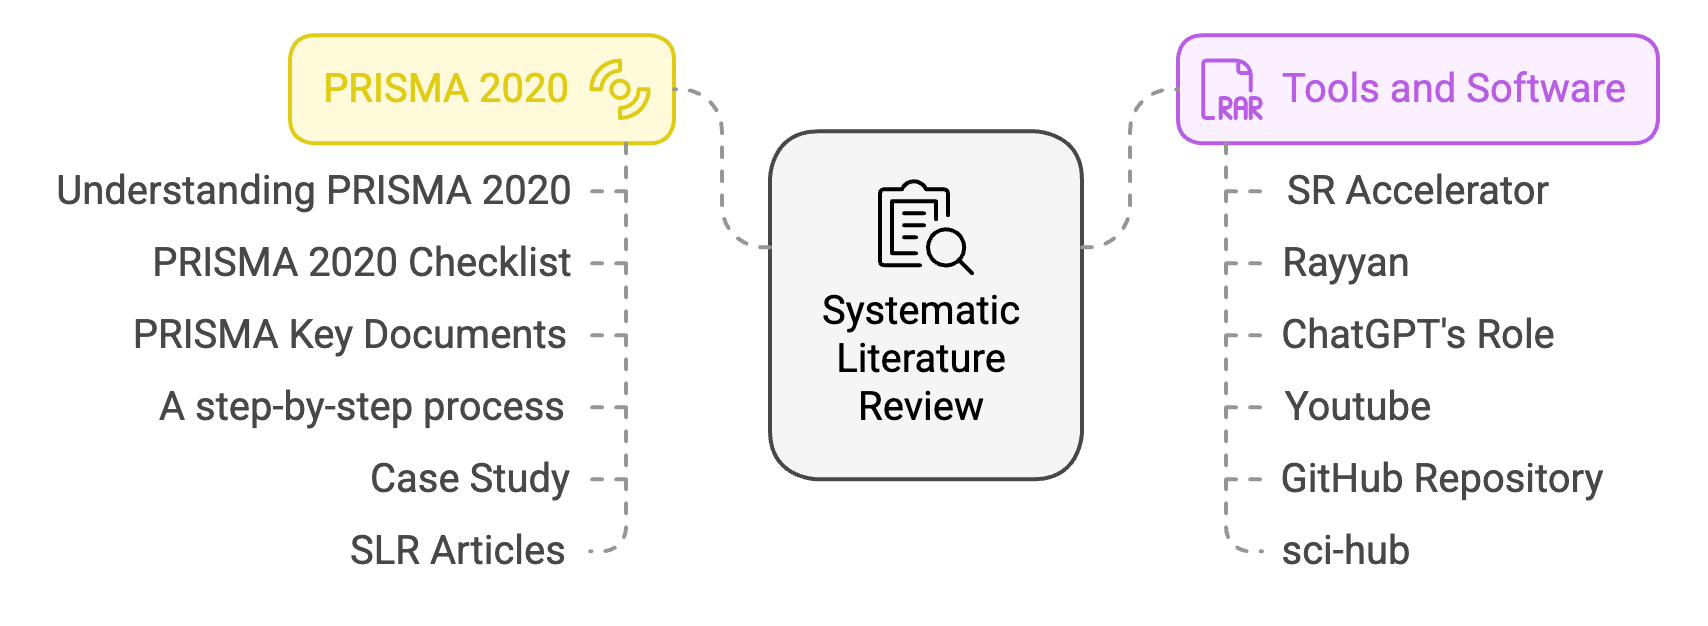 PRISMA 2020
Understanding PRISMA 2020
PRISMA 2020 Checklist
PRISMA Key Documents
A step-by-step process
Case Study
SLR Articles
Systematic
Literature
Review
RAR
Tools and Software
SR Accelerator
Rayyan
ChatGPT's Role
Youtube
GitHub Repository
sci-hub